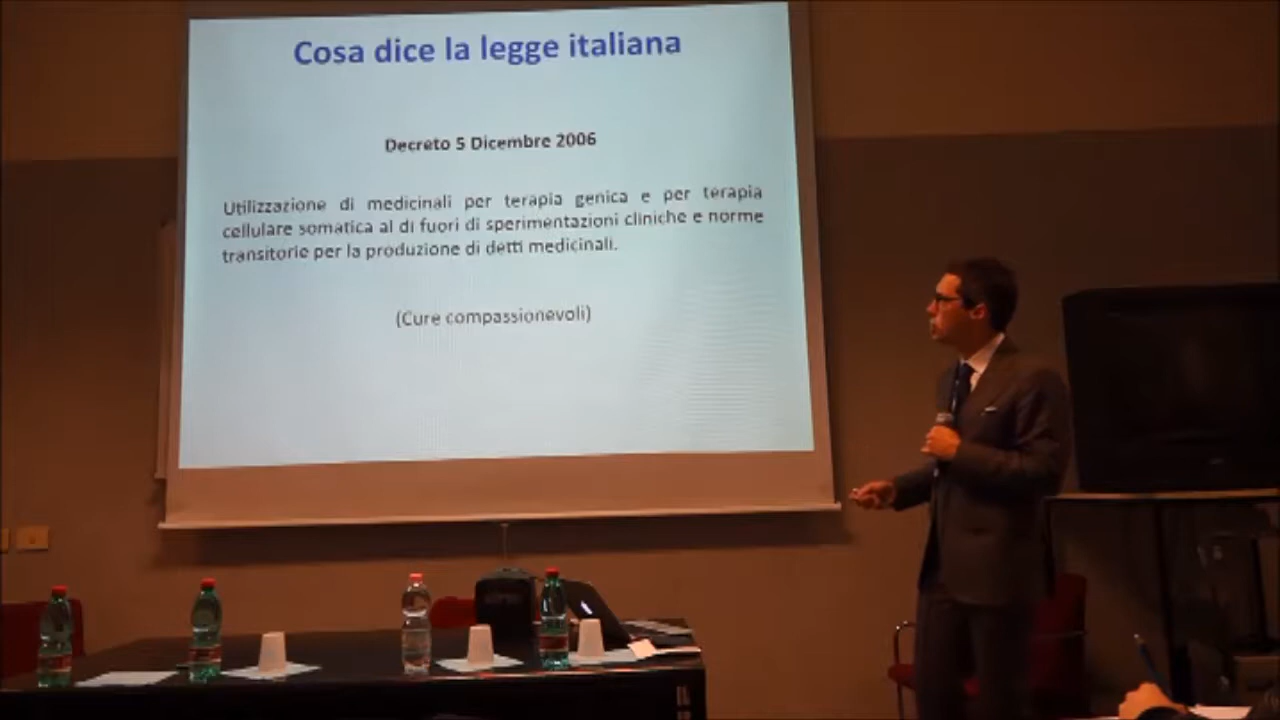 Cosa dice la legge italiana
Decreto 5 Dicembre 2006
Utilizzazione di medicinali per terapia genica e per terapia
cellulare somatica al di fuori di sperimentazioni cliniche e norme
transitorie per la produzione di detti medicinali.
(Cure compassionevoli)